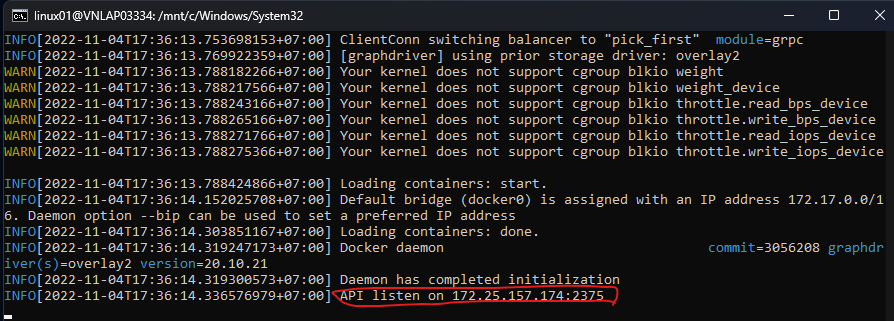 linux01@VNLAP03334: /mnt/c/Windows/System32
INFO[2022-11-04T17:36:13.753698153+07:00] ClientConn switching balancer to "pick_first"  module=grpc
INFO[2022-11-04T17:36:13.769922359+07:00] [graphdriver] using prior storage driver: overlay2
WARN[2022-11-04T17:36:13.788182266+07:00] Your kernel does not support cgroup blkio weight
WARN[2022-11-04T17:36:13.788217566+07:00] Your kernel does not support cgroup blkio weight_device
WARN[2022-11-04T17:36:13.788243166+07:00] Your kernel does not support cgroup blkio throttle.read_bps_device
WARN[2022-11-04T17:36:13.788265166+07:00] Your kernel does not support cgroup blkio throttle.write_bps_device
WARN[2022-11-04T17:36:13.788271766+07:00] Your kernel does not support cgroup blkio throttle.read_iops_device
WARN[2022-11-04T17:36:13.788275366+07:00] Your kernel does not support cgroup blkio throttle.write_iops_device
INFO[2022-11-04T17:36:13.788424866+07:00] Loading containers: start.
INFO[2022-11-04T17:36:14.152025708+07:00] Default bridge (docker0) is assigned with an IP address 172.17.0.0/1
6. Daemon option --bip can be used to set a preferred IP address
INFO[2022-11-04T17:36:14.303851167+07:00] Loading containers: done.
INFO[2022-11-04T17:36:14.319247173+07:00] Docker daemon                                 commit=3056208 graphdr
iver(s)=overlay2 version=20.10.21
INFO[2022-11-04T17:36:14.319300573+07:00] Daemon has completed initialization
INFO[2022-11-04T17:36:14.336576979+07:00] API listen on 172.25.157.174:2375